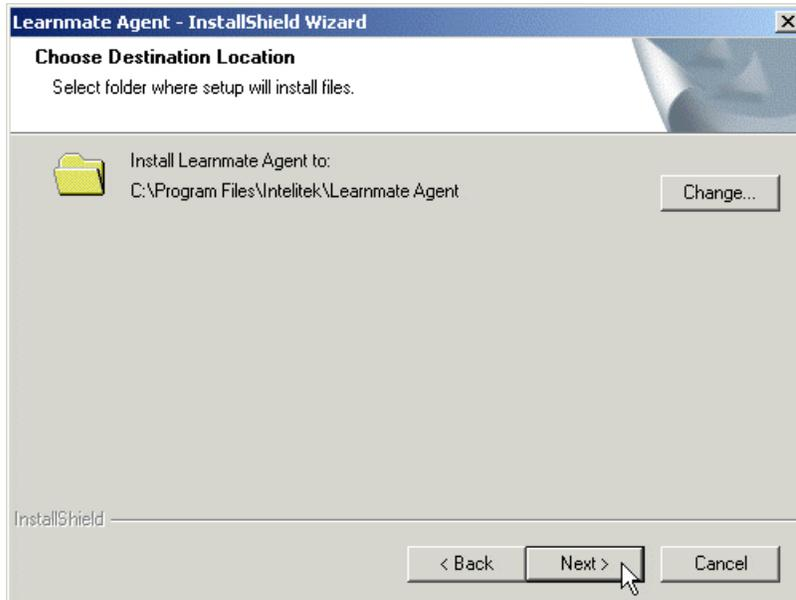 Learnmate Agent - InstallShield Wizard
Choose Destination Location
Select folder where setup will install files.
Install Learnmate Agent to:
C:\Program Files\Intelitek\Learnmate Agent
Change...
InstallShield
< Back Next > Cancel